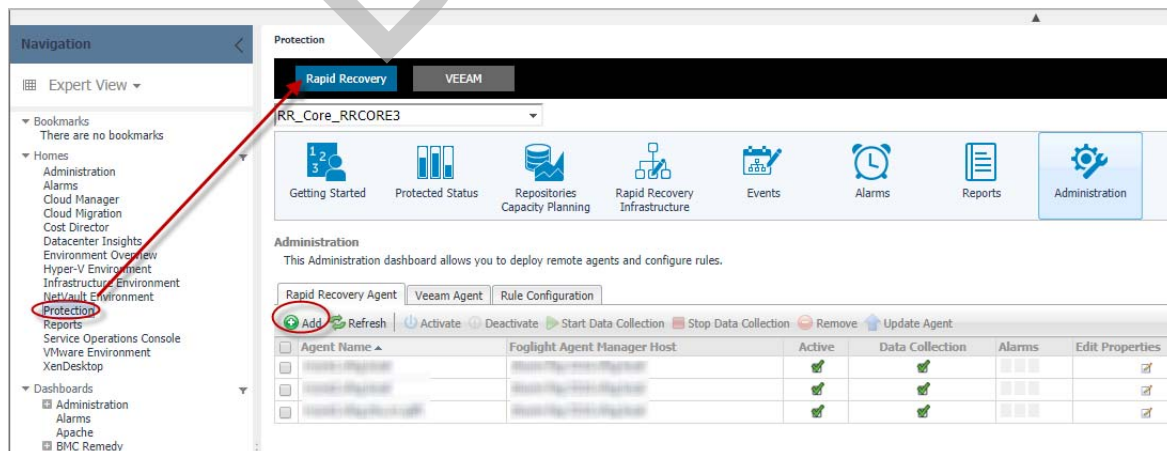 Navigation
Expert View
Bookmarks
There are no bookmarks
Homes
Administration
Alarms
Cloud Manager
Cloud Migration
Cost Director
Datacenter Insights
Environment Overview
Hyper-V Environment
Infrastructure Environment
NetVault Environment
Protection
Reports
Service Operations Console
VMware Environment
XenDesktop
Dashboards
Administration
Alarms
Apache
BMC Remedy
Protection
Rapid Recovery VEEAM
RR_Core_RRCORE3
1 2 3
Getting Started Protected Status Repositories Rapid Recovery Events Alarms Reports Administration
Capacity Planning Infrastructure
Administration
This Administration dashboard allows you to deploy remote agents and configure rules.
Rapid Recovery Agent Veeam Agent Rule Configuration
Add Refresh Activate Deactivate Start Data Collection Stop Data Collection Remove Update Agent
Agent Name Foglight Agent Manager Host Active Data Collection Alarms Edit Properties